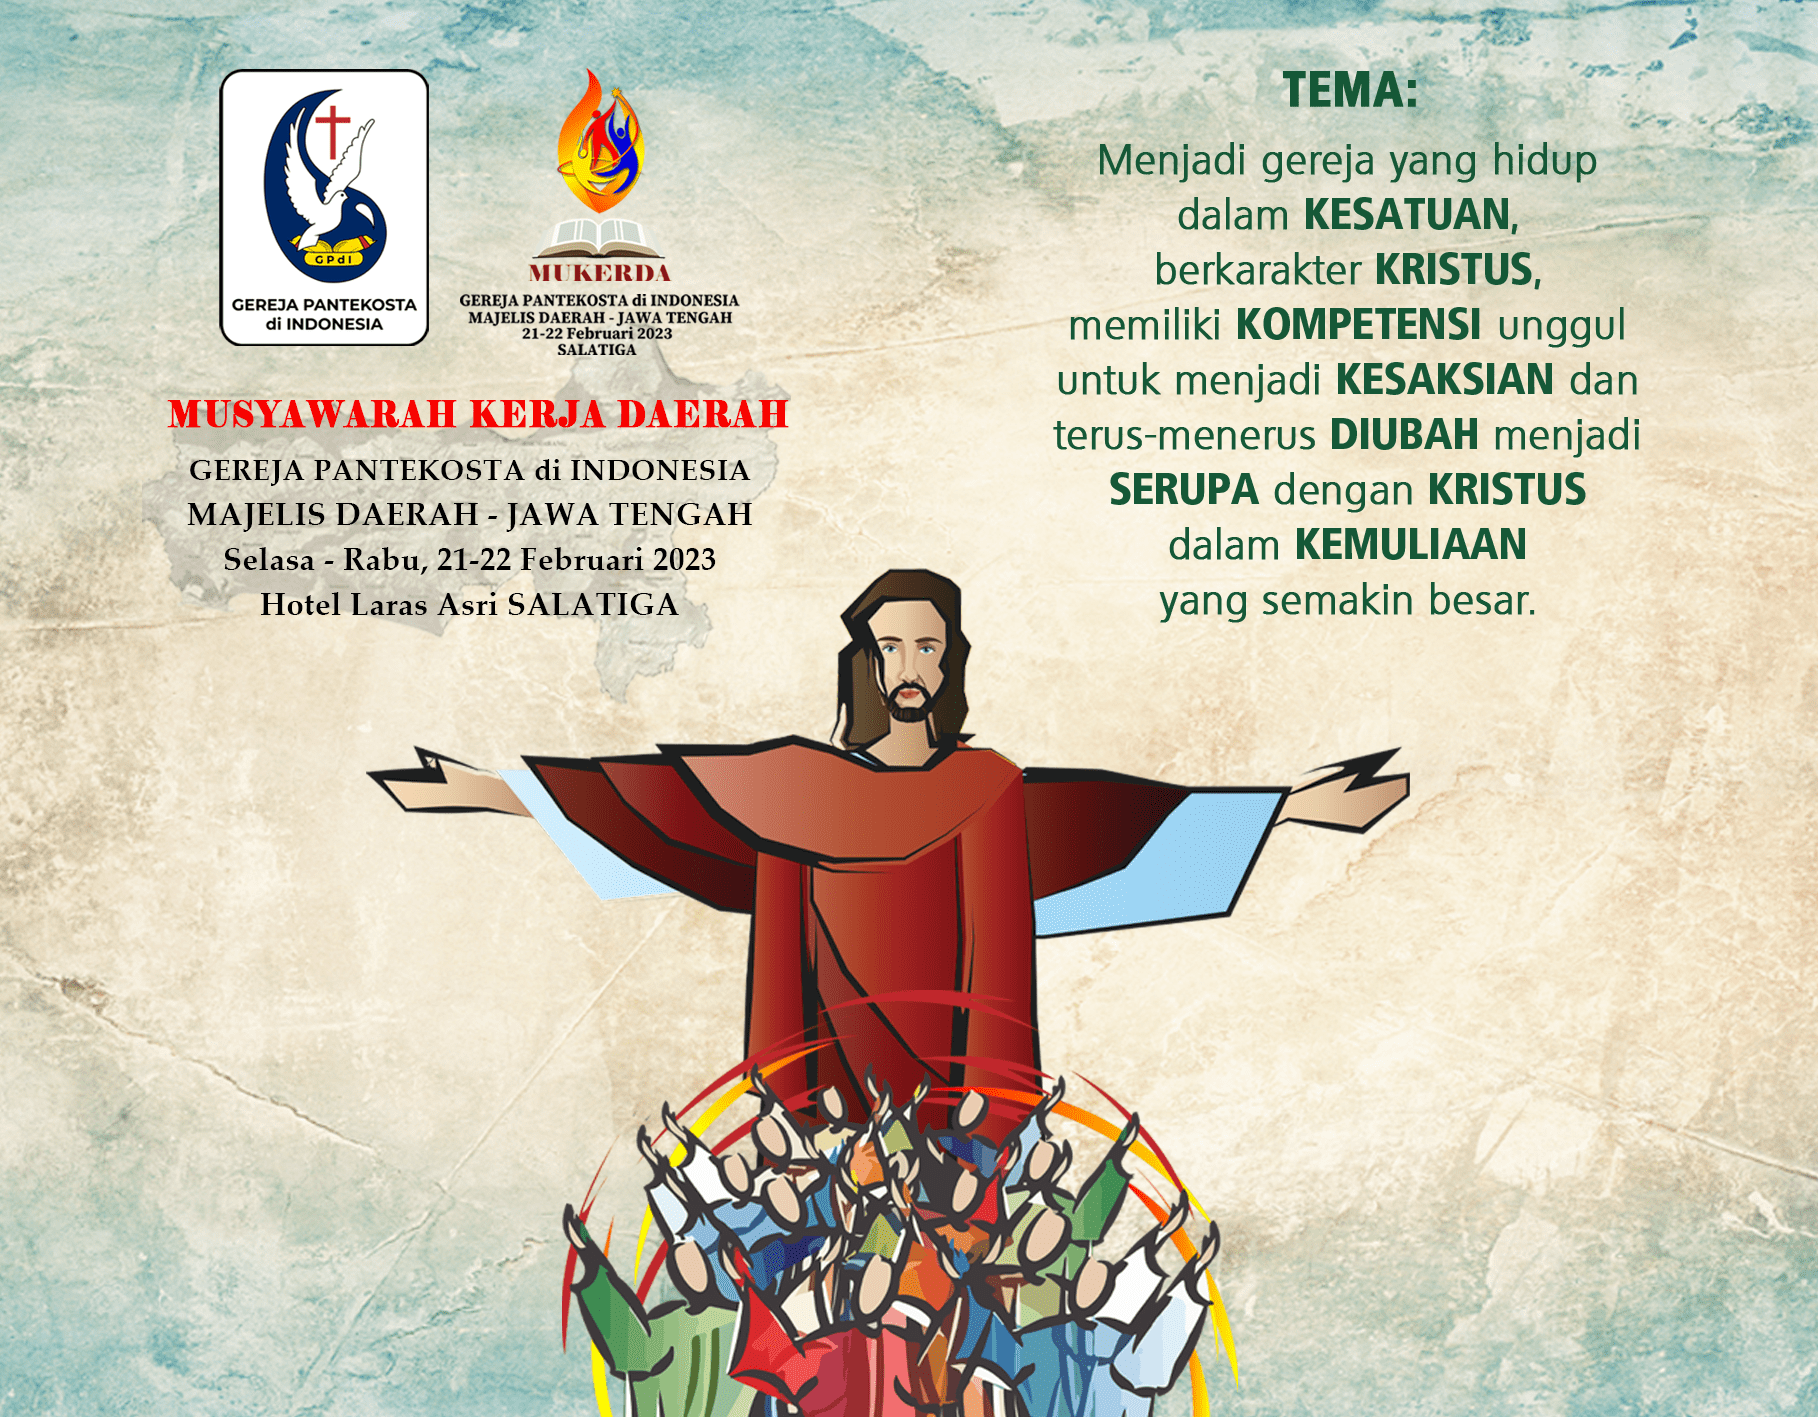 GPdI
GEREJA PANTEKOSTA
di INDONESIA
MUKERDA
GEREJA PANTEKOSTA di INDONESIA
MAJELIS DAERAH - JAWA TENGAH
21-22 Februari 2023
SALATIGA
MUSYAWARAH KERJA DAERAH
GEREJA PANTEKOSTA di INDONESIA
MAJELIS DAERAH - JAWA TENGAH
Selasa - Rabu, 21-22 Februari 2023
Hotel Laras Asri SALATIGA
TEMA:
Menjadi gereja yang hidup
dalam KESATUAN,
berkarakter KRISTUS,
memiliki KOMPETENSI unggul
untuk menjadi KESAKSIAN dan
terus-menerus DIUBAH menjadi
SERUPA dengan KRISTUS
dalam KEMULIAAN
yang semakin besar.